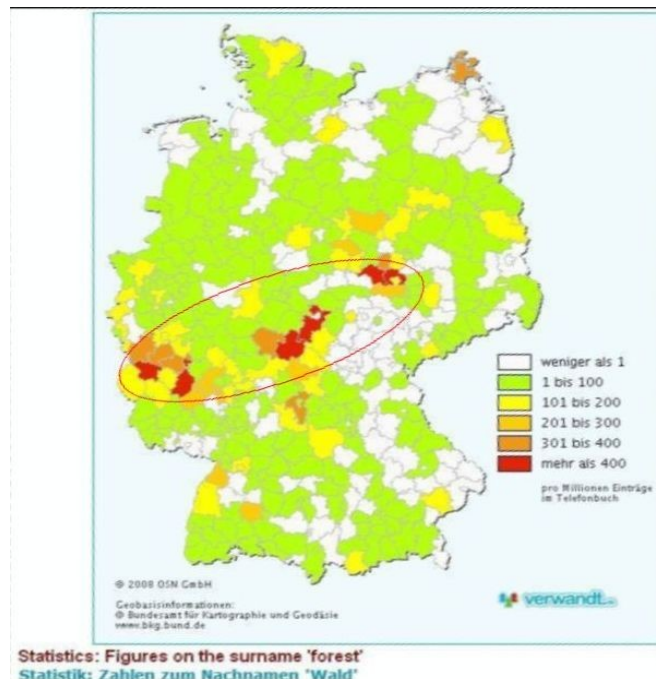 weniger als 1
1 bis 100
101 bis 200
201 bis 300
301 bis 400
mehr als 400
pro Millionen Einträge
im Telefonbuch
© 2008 OSN GmbH
Geobasisinformationen:
© Bundesamt für Kartographie und Geodäsie
www.bkg.bund.de
verwandt.de
Statistics: Figures on the surname 'forest'
Statistik: Zahlen zum Nachnamen 'Wald'